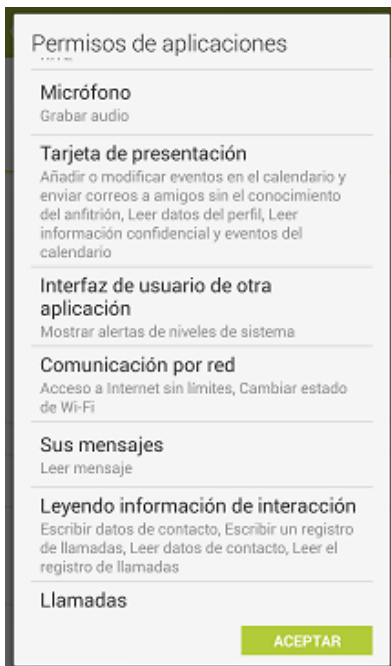 Permisos de aplicaciones
Micrófono
Grabar audio
Tarjeta de presentación
Añadir o modificar eventos en el calendario y
enviar correos a amigos sin el conocimiento
del anfitrión, Leer datos del perfil, Leer
información confidencial y eventos del
calendario
Interfaz de usuario de otra
aplicación
Mostrar alertas de niveles de sistema
Comunicación por red
Acceso a Internet sin límites, Cambiar estado
de Wi-Fi
Sus mensajes
Leer mensaje
Leyendo información de interacción
Escribir datos de contacto, Escribir un registro
de llamadas, Leer datos de contacto, Leer el
registro de llamadas
Llamadas
ACEPTAR